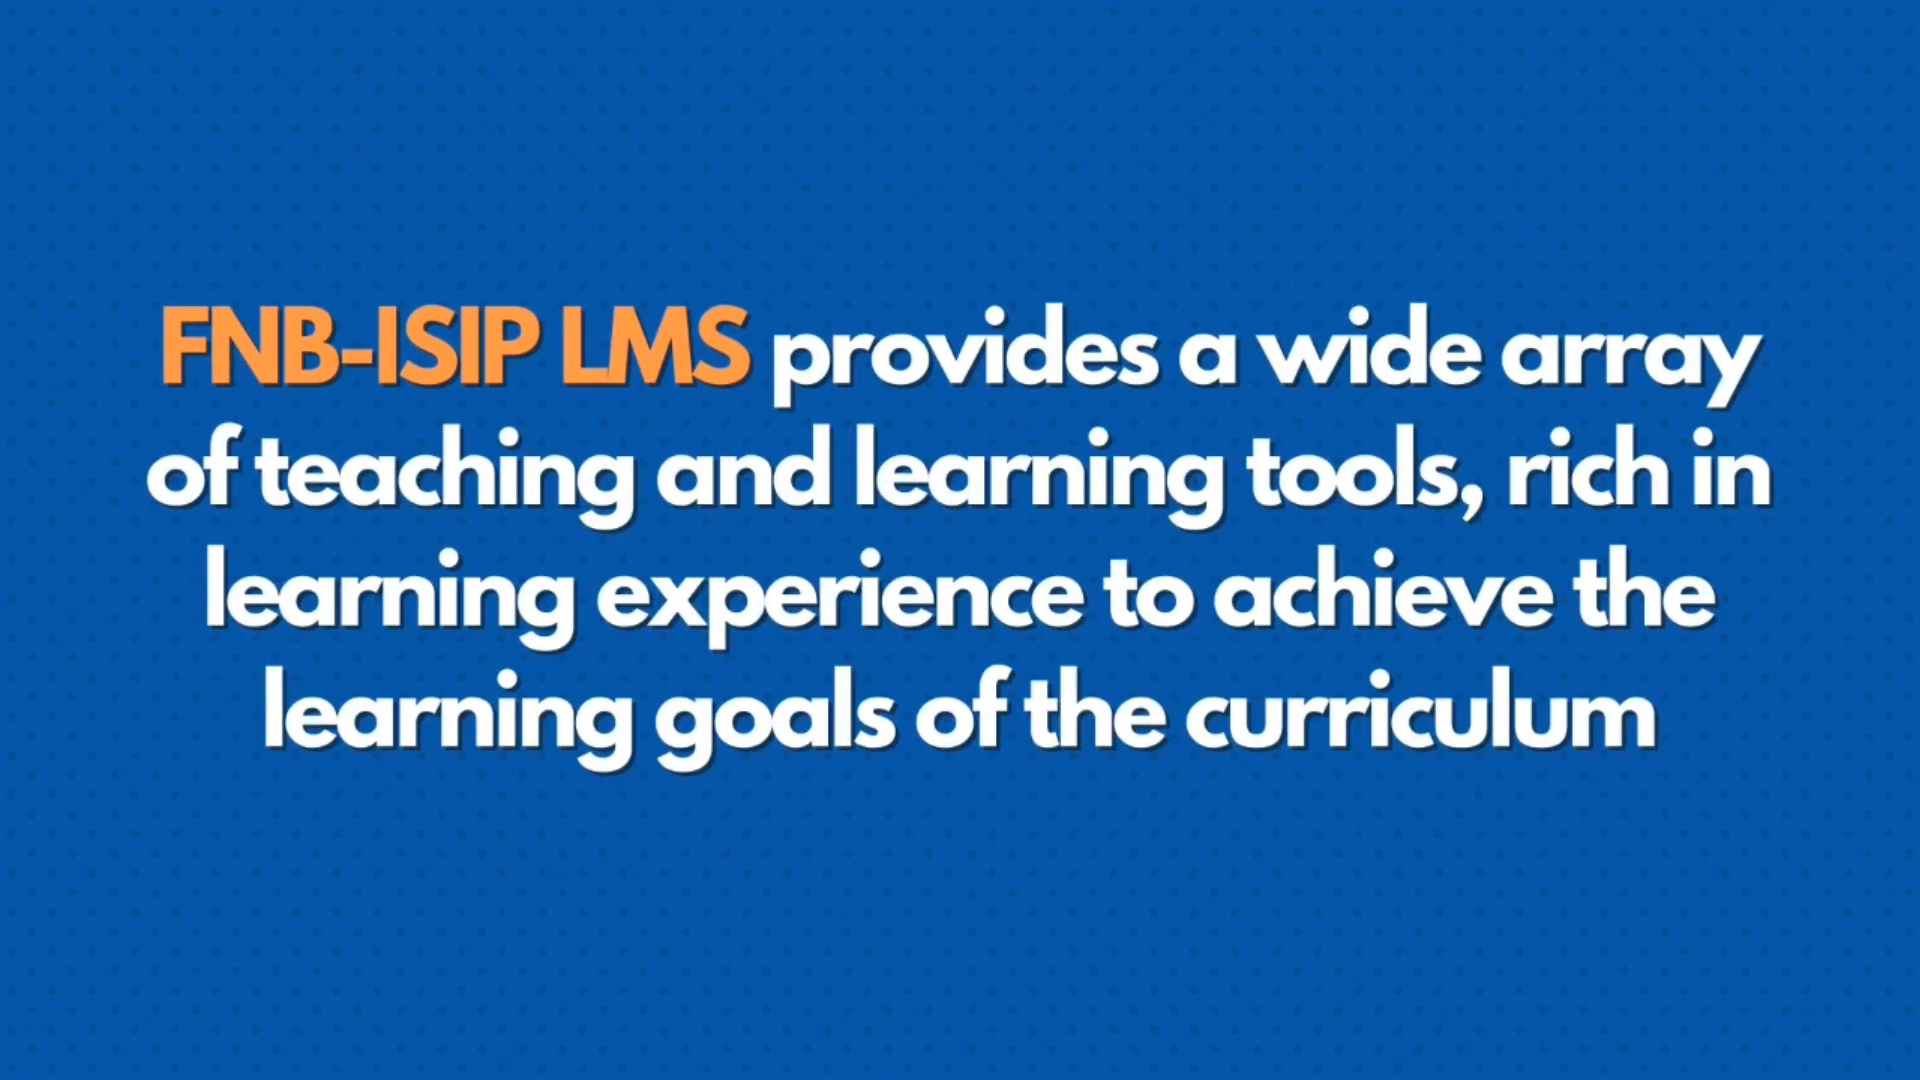 FNB-ISIP LMS provides a wide array
of teaching and learning tools, rich in
learning experience to achieve the
learning goals of the curriculum